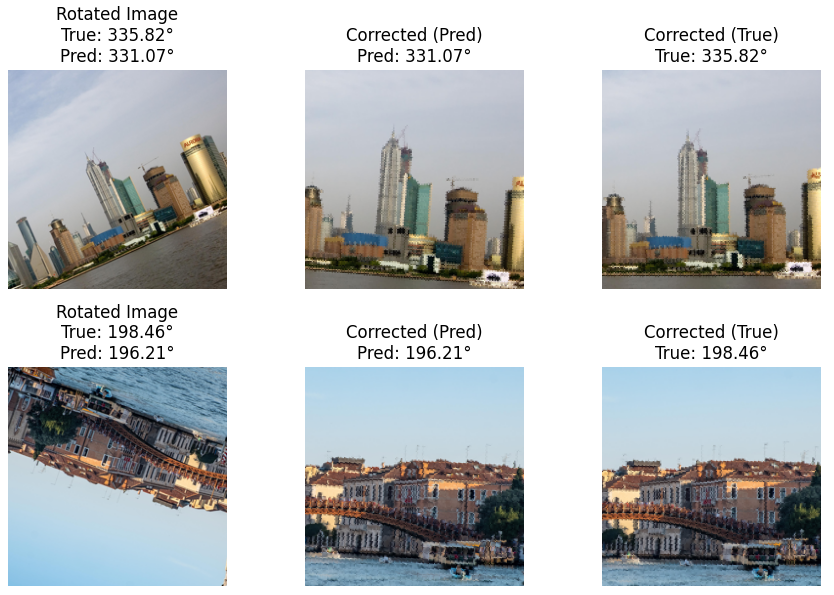 Rotated Image
True: 335.82°
Pred: 331.07°
Corrected (Pred)
Pred: 331.07°
Corrected (True)
True: 335.82°
Rotated Image
True: 198.46°
Pred: 196.21°
Corrected (Pred)
Pred: 196.21°
Corrected (True)
True: 198.46°